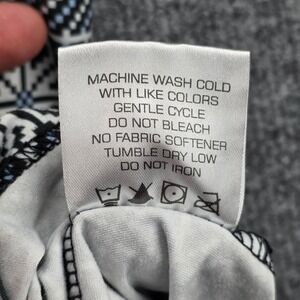 MACHINE WASH COLD
WITH LIKE COLORS
GENTLE CYCLE
DO NOT BLEACH
NO FABRIC SOFTENER
TUMBLE DRY LOW
DO NOT IRON